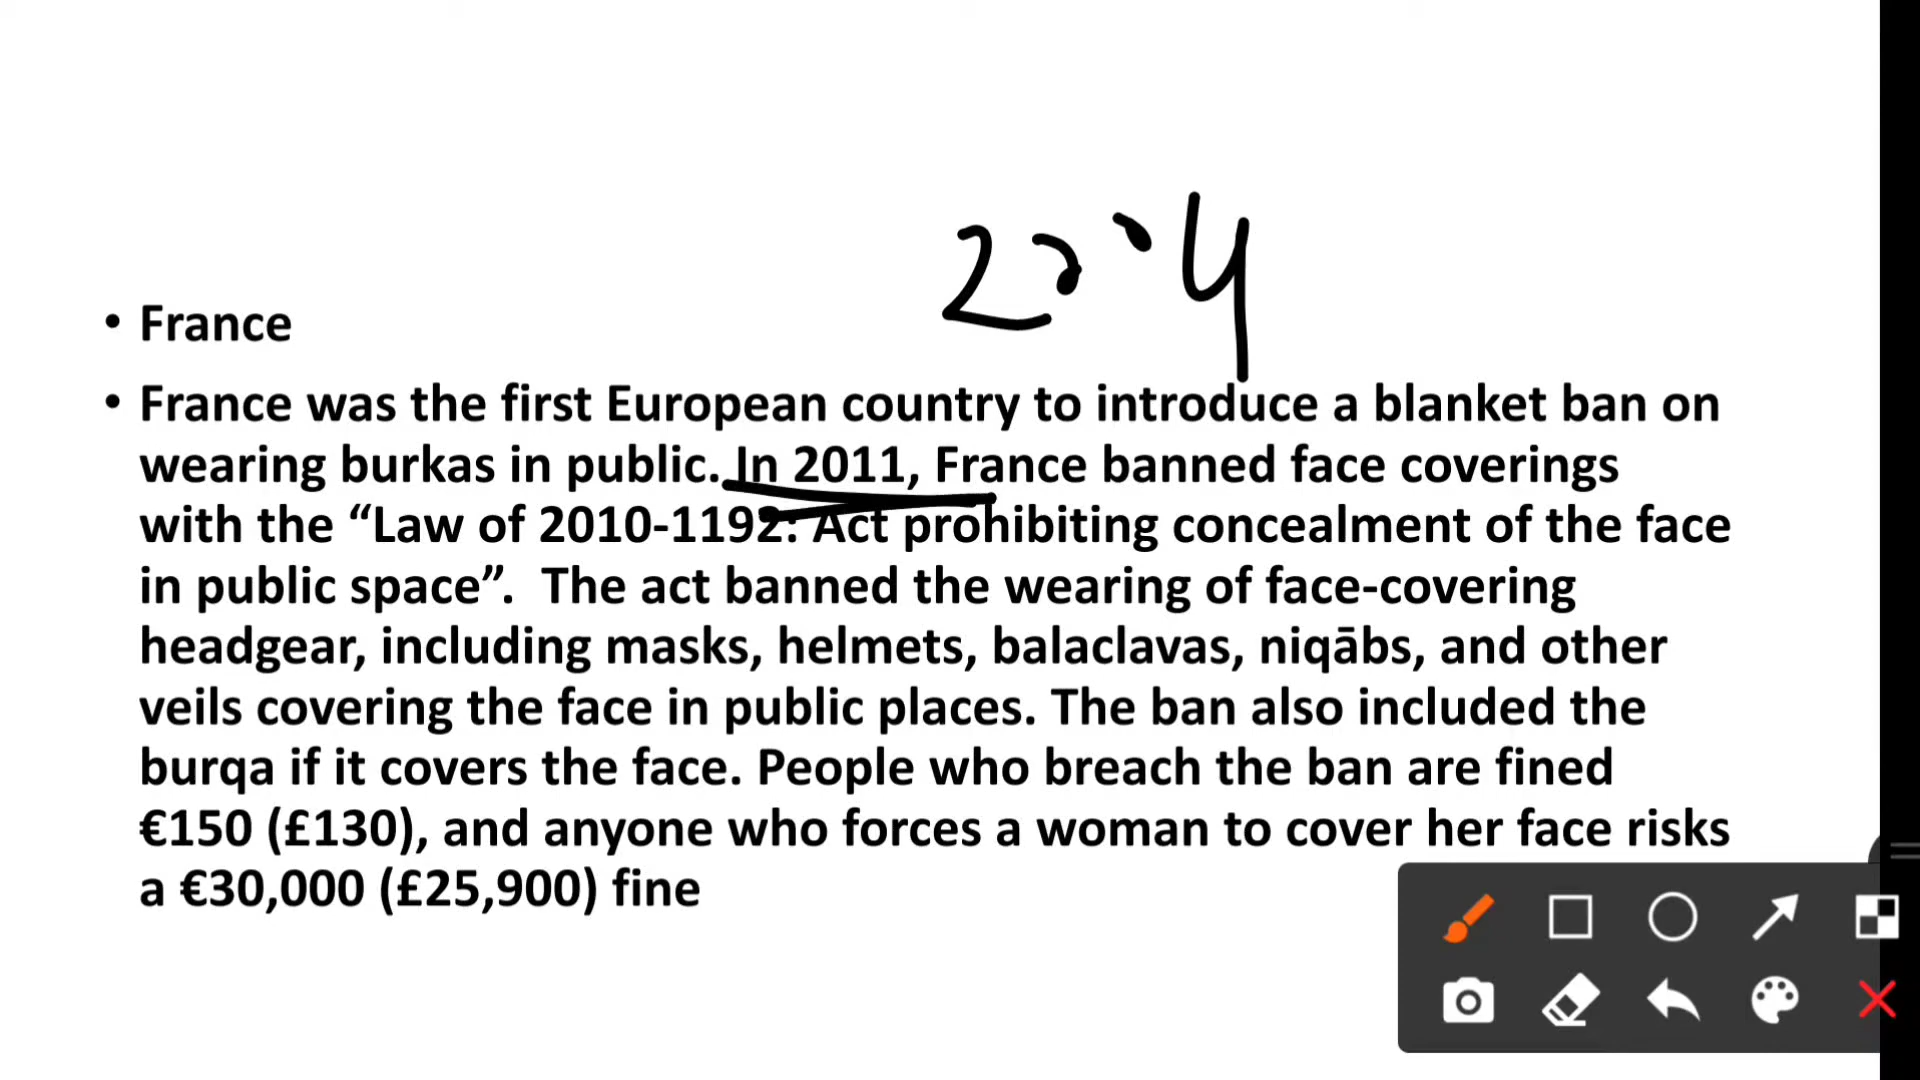 2004
• France
• France was the first European country to introduce a blanket ban on
wearing burkas in public. In 2011, France banned face coverings
with the “Law of 2010-1192: Act prohibiting concealment of the face
in public space”.  The act banned the wearing of face-covering
headgear, including masks, helmets, balaclavas, niqābs, and other
veils covering the face in public places. The ban also included the
burqa if it covers the face. People who breach the ban are fined
€150 (£130), and anyone who forces a woman to cover her face risks
a €30,000 (£25,900) fine